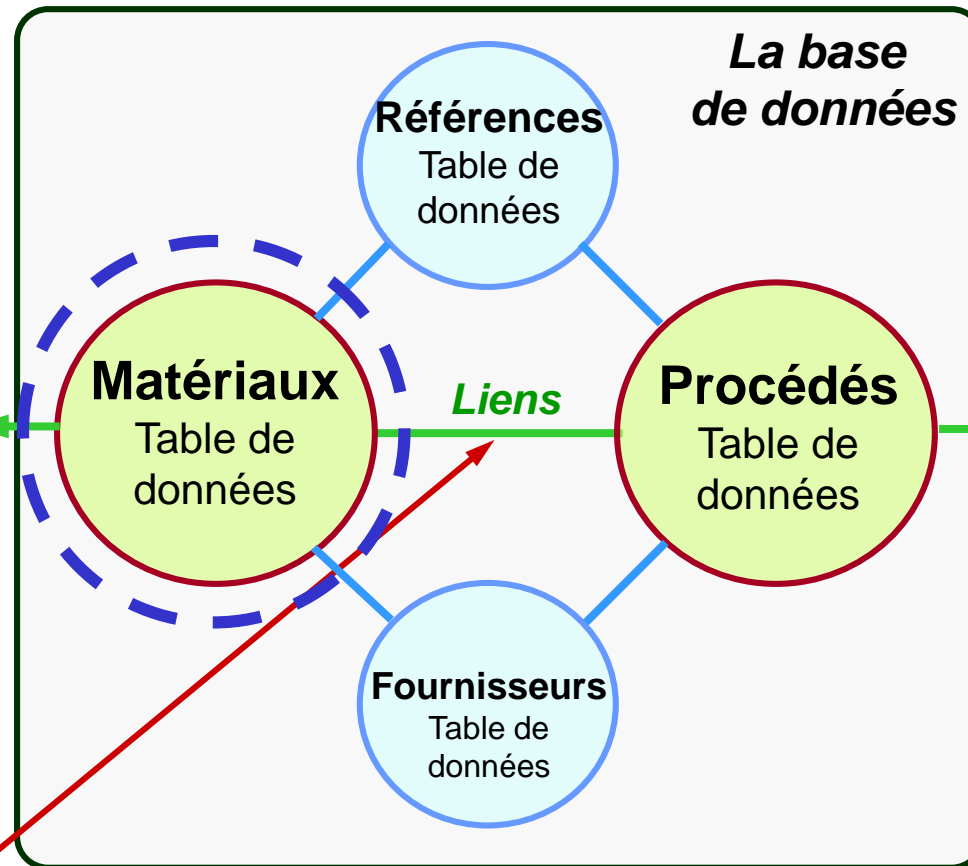 La base
de données
Références
Table de
données
Matériaux
Table de
données
Liens
Procédés
Table de
données
Fournisseurs
Table de
données